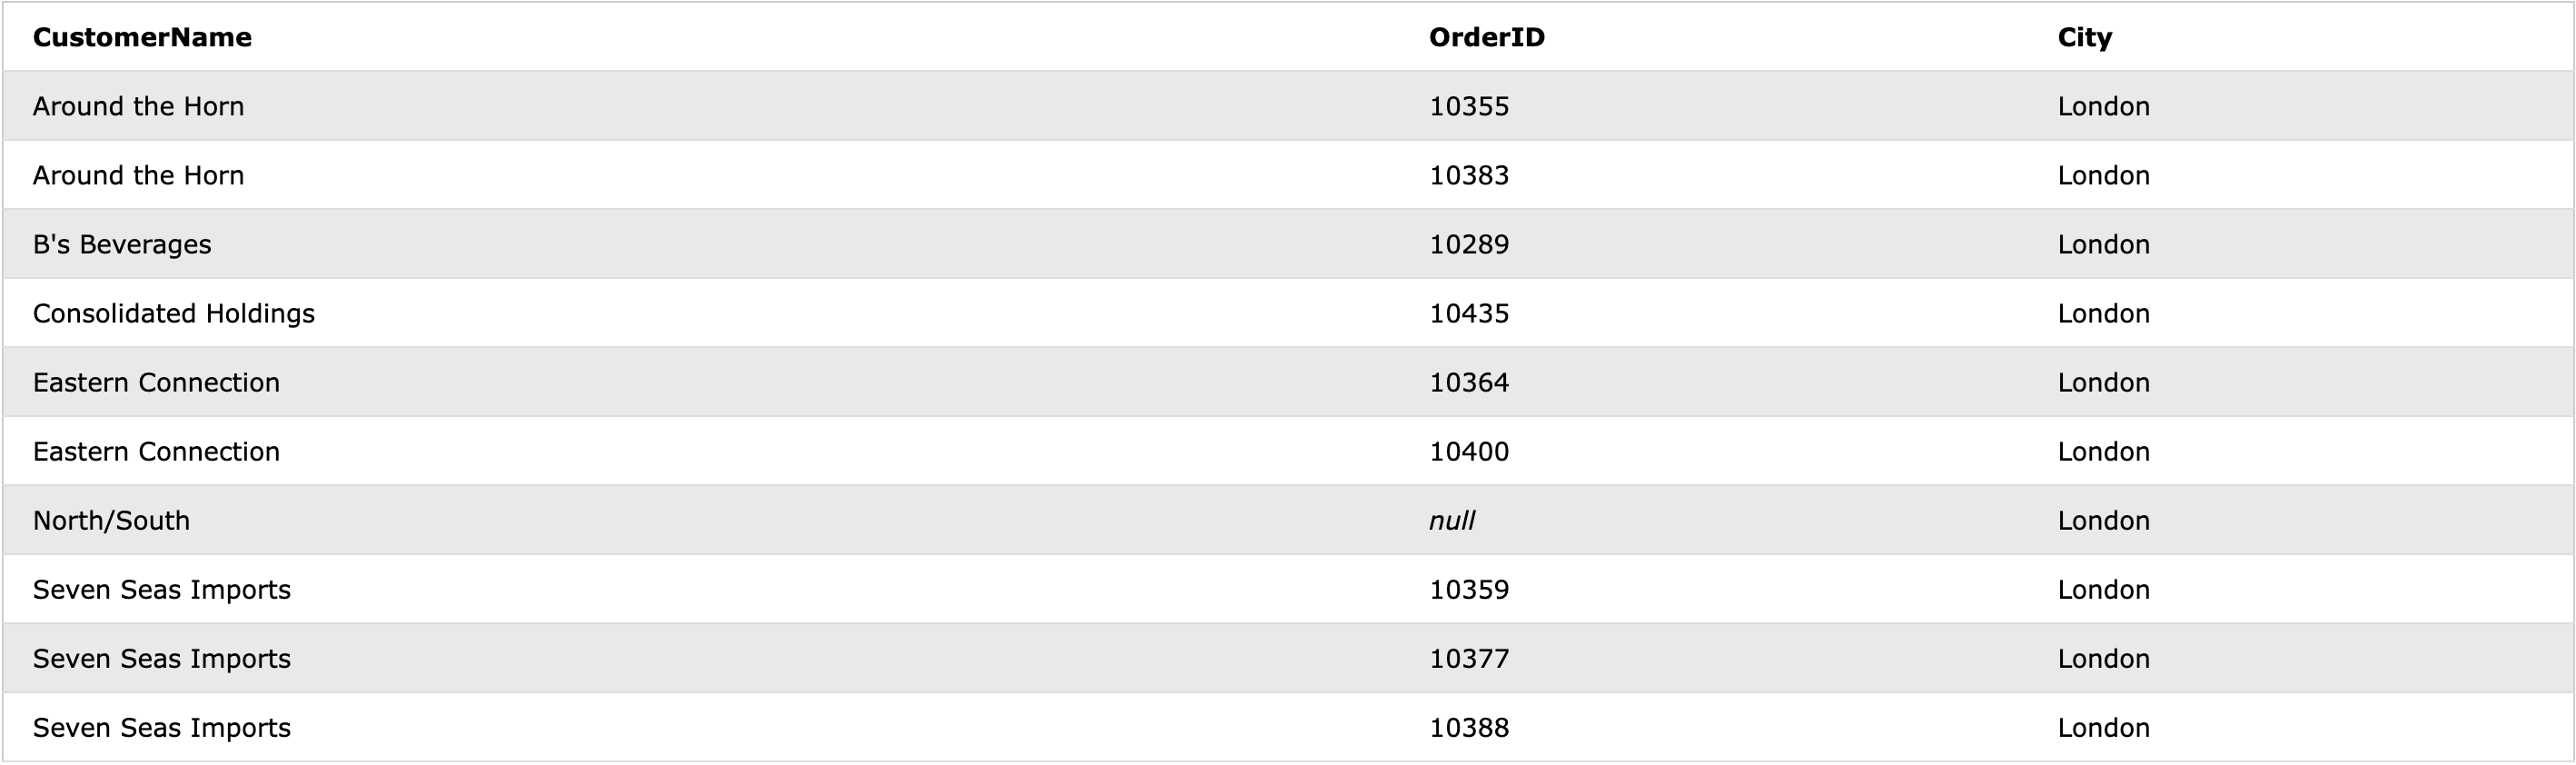 CustomerName OrderID City
Around the Horn 10355 London
Around the Horn 10383 London
B's Beverages 10289 London
Consolidated Holdings 10435 London
Eastern Connection 10364 London
Eastern Connection 10400 London
North/South null London
Seven Seas Imports 10359 London
Seven Seas Imports 10377 London
Seven Seas Imports 10388 London